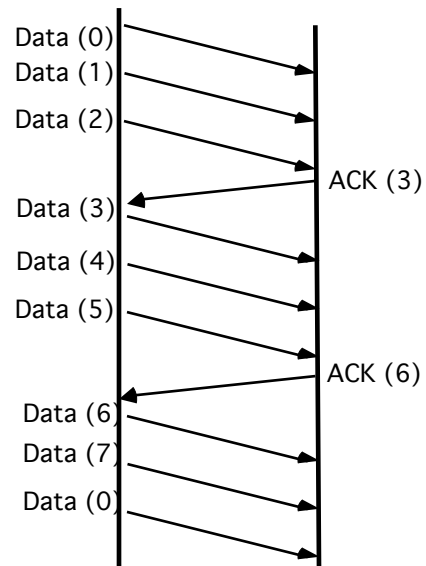 Data (0)
Data (1)
Data (2)
ACK (3)
Data (3)
Data (4)
Data (5)
ACK (6)
Data (6)
Data (7)
Data (0)